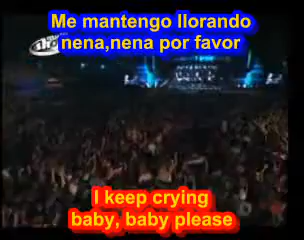 Me mantengo llorando
nena,nena por favor
I keep crying
baby, baby please